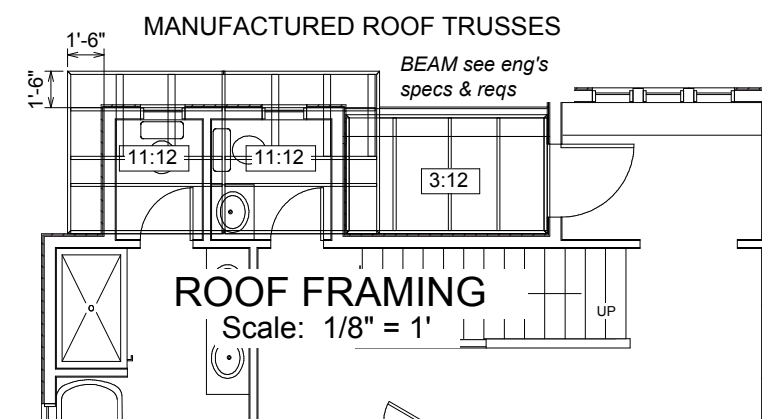 MANUFACTURED ROOF TRUSSES
1'-6"
1'-6"
BEAM see eng's
specs & reqs
11:12
11:12
3:12
ROOF FRAMING
Scale: 1/8" = 1'
UP